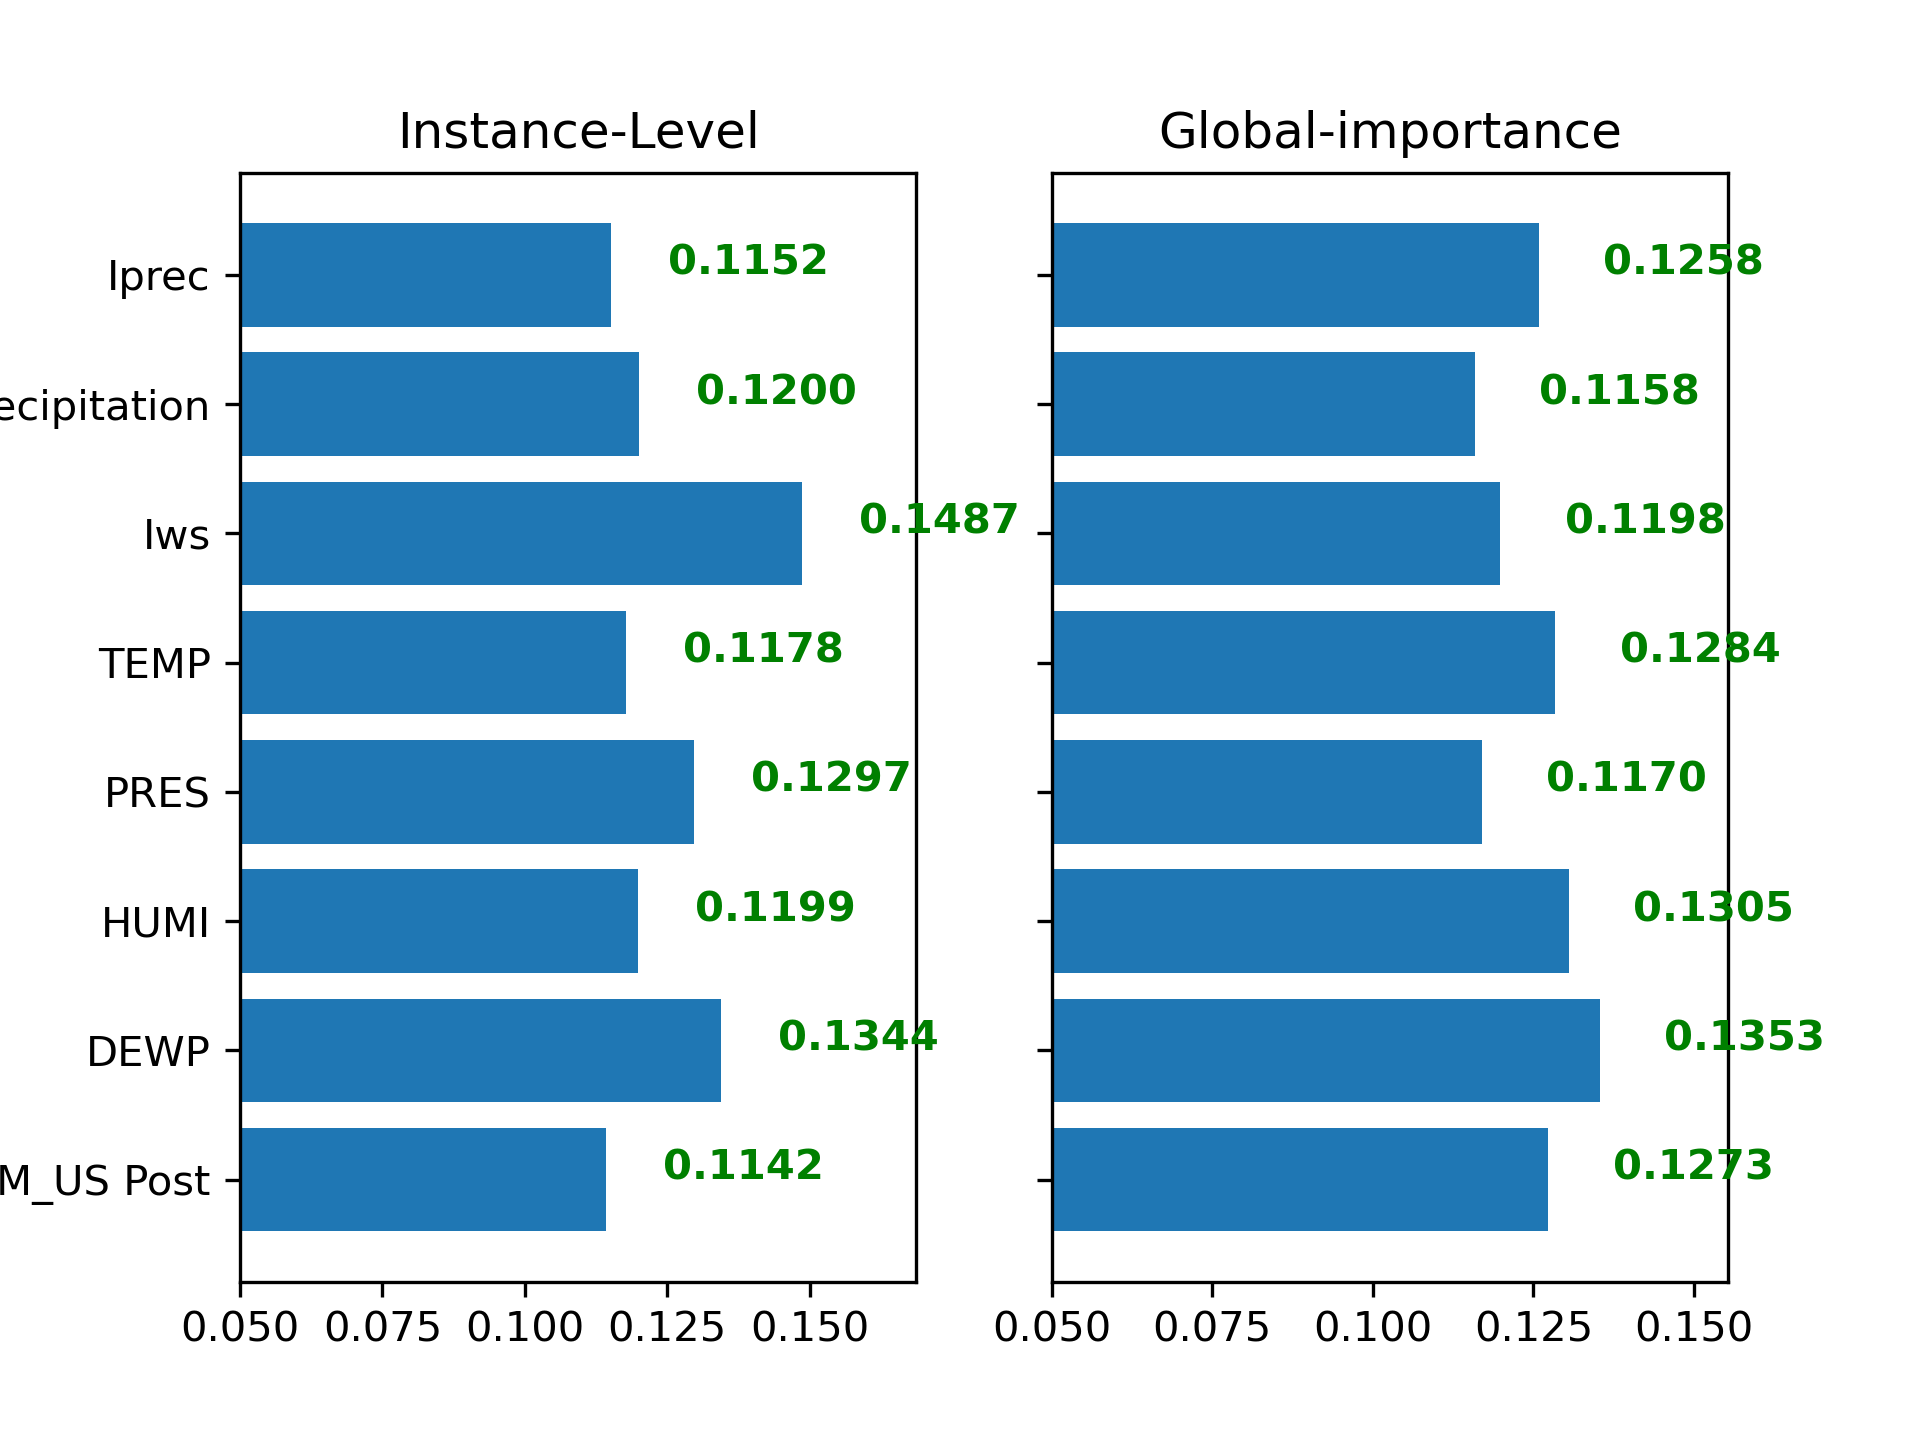 Instance-Level
Global-importance
Iprec 0.1152 0.1258
ecipitation 0.1200 0.1158
Iws 0.1487 0.1198
TEMP 0.1178 0.1284
PRES 0.1297 0.1170
HUMI 0.1199 0.1305
DEWP 0.1344 0.1353
M_US Post 0.1142 0.1273
0.050 0.075 0.100 0.125 0.150
0.050 0.075 0.100 0.125 0.150